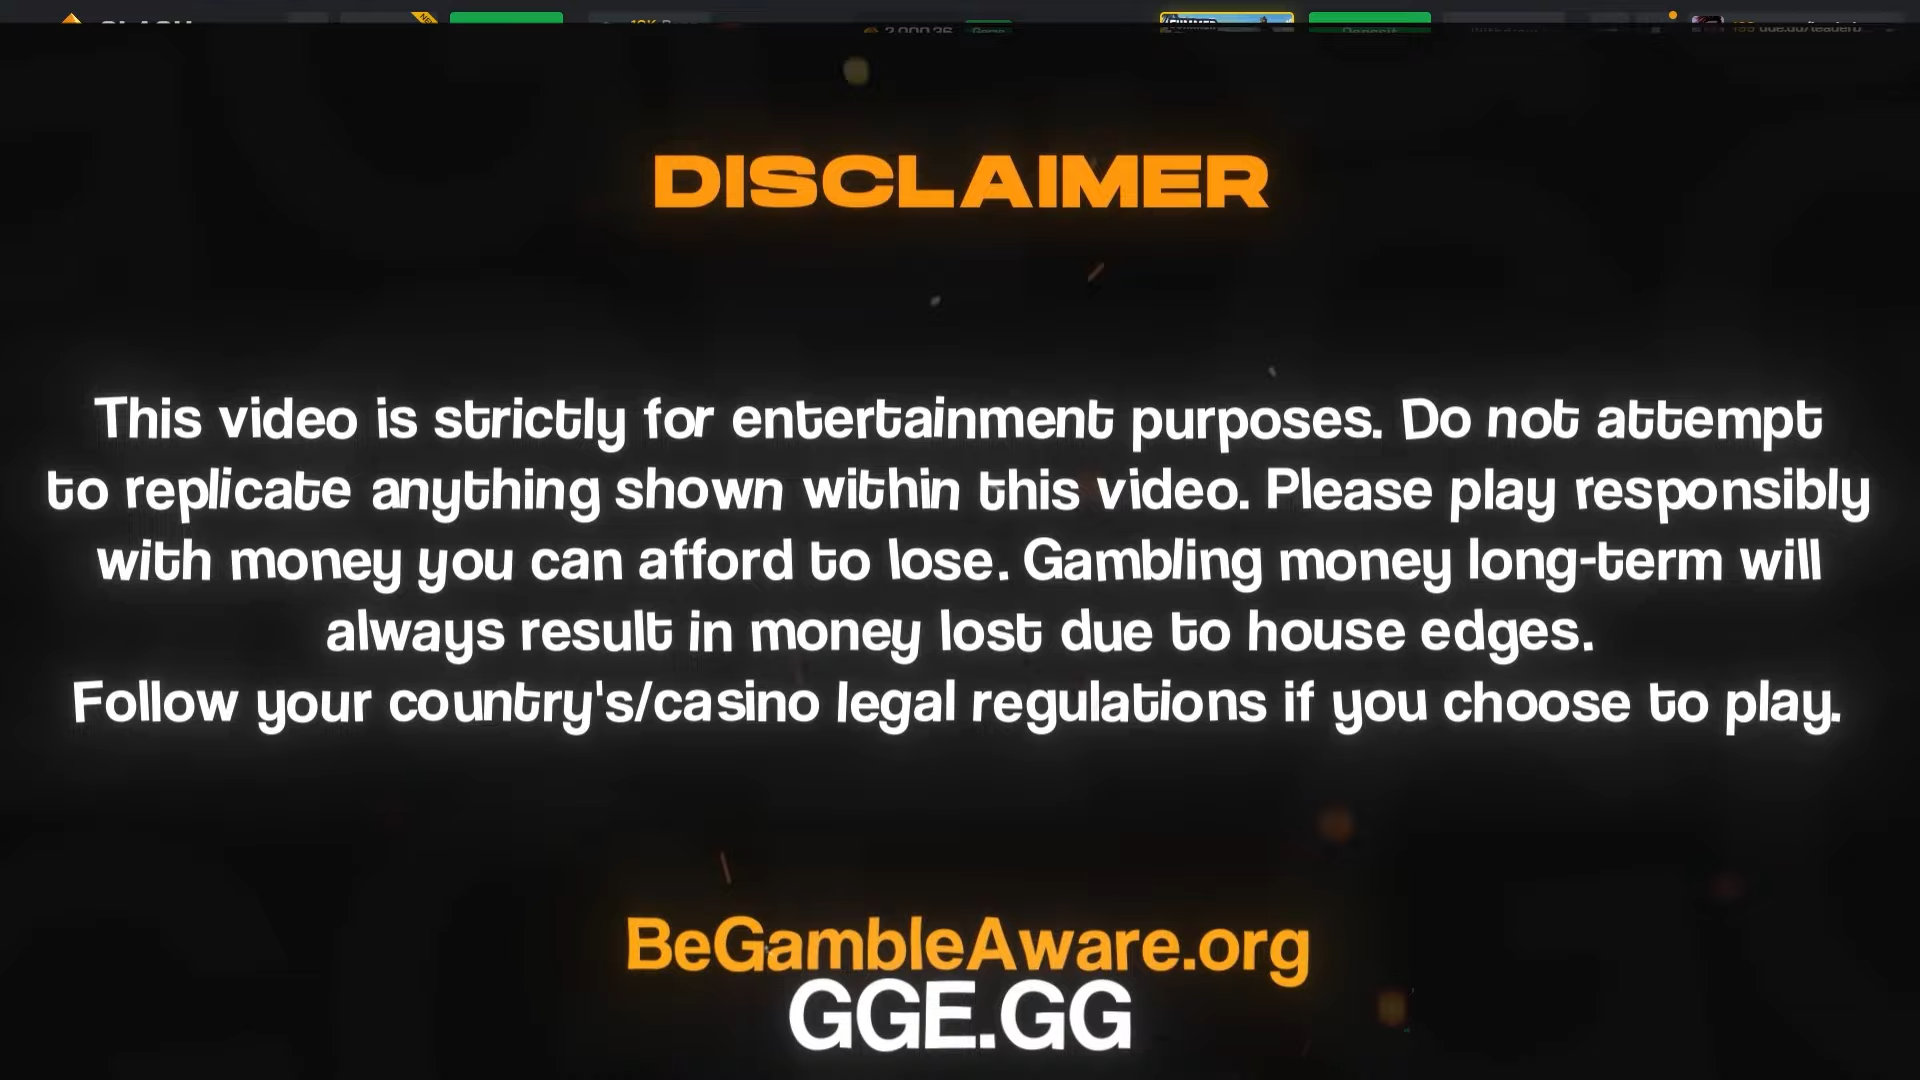 DISCLAIMER
This video is strictly for entertainment purposes. Do not attempt
to replicate anything shown within this video. Please play responsibly
with money you can afford to lose. Gambling money long-term will
always result in money lost due to house edges.
Follow your country's/casino legal regulations if you choose to play.
BeGambleAware.org
GGE.GG